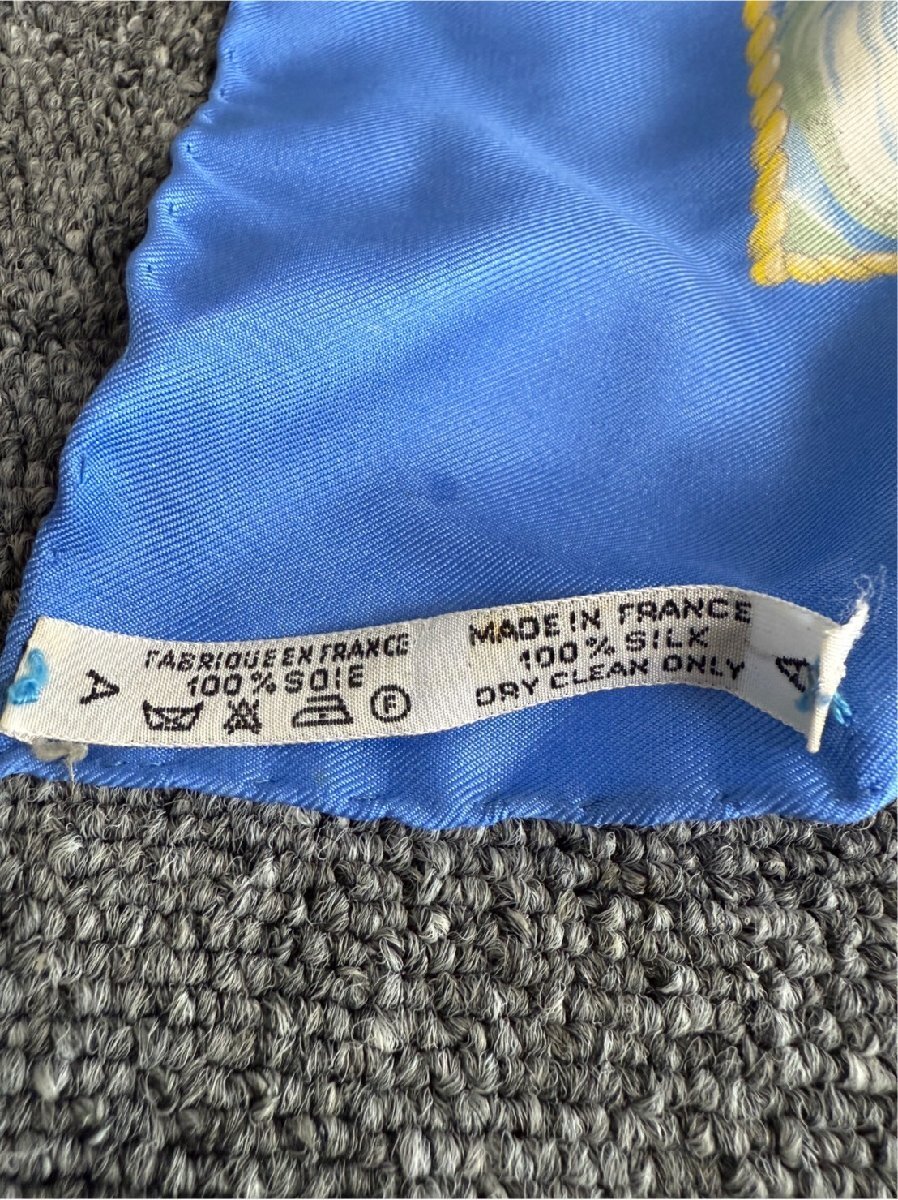 A
FABRIQUE EN FRANCE
100 % SOIE
F
MADE IN FRANCE
100 % SILK
DRY CLEAN ONLY
A